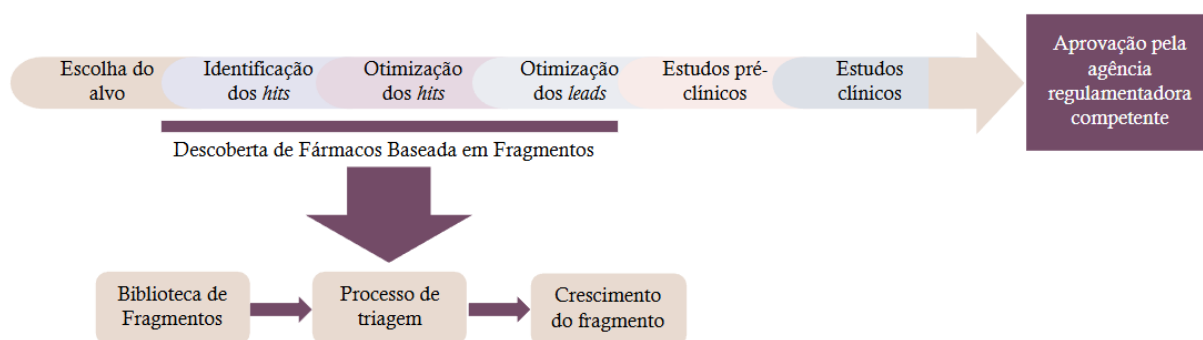 Escolha do
alvo
Identificação
dos hits
Otimização
dos hits
Otimização
dos leads
Estudos pré-
clínicos
Estudos
clínicos
Aprovação pela
agência
regulamentadora
competente
Descoberta de Fármacos Baseada em Fragmentos
Biblioteca de
Fragmentos
Processo de
triagem
Crescimento
do fragmento